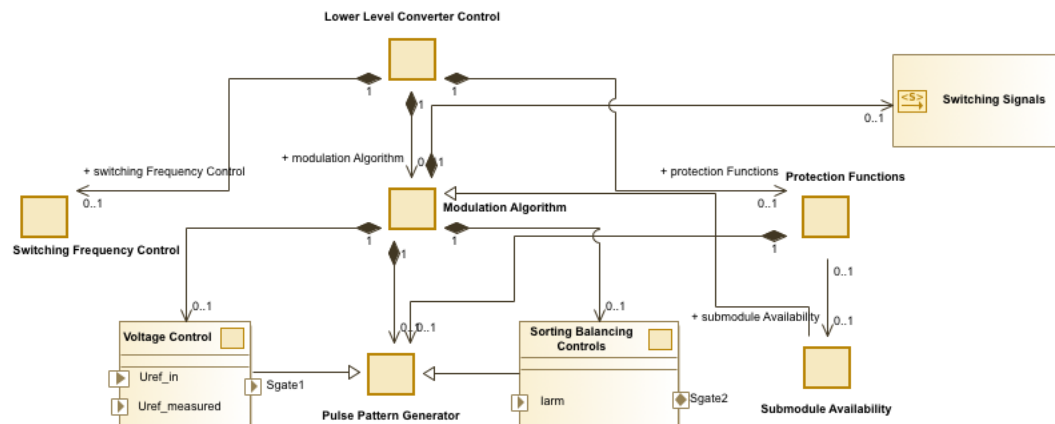 Lower Level Converter Control
1
1
1
<S>
Switching Signals
0..1
+ modulation Algorithm
0..1
1
+ switching Frequency Control
0..1
+ protection Functions
0..1
Protection Functions
Switching Frequency Control
Modulation Algorithm
1
1
1
1
0..1
0..1
0..1
0..1
0..1
+ submodule Availability
0..1
0..1
Voltage Control
Uref_in
Uref_measured
Sgate1
Pulse Pattern Generator
Sorting Balancing
Controls
Iarm
Sgate2
Submodule Availability